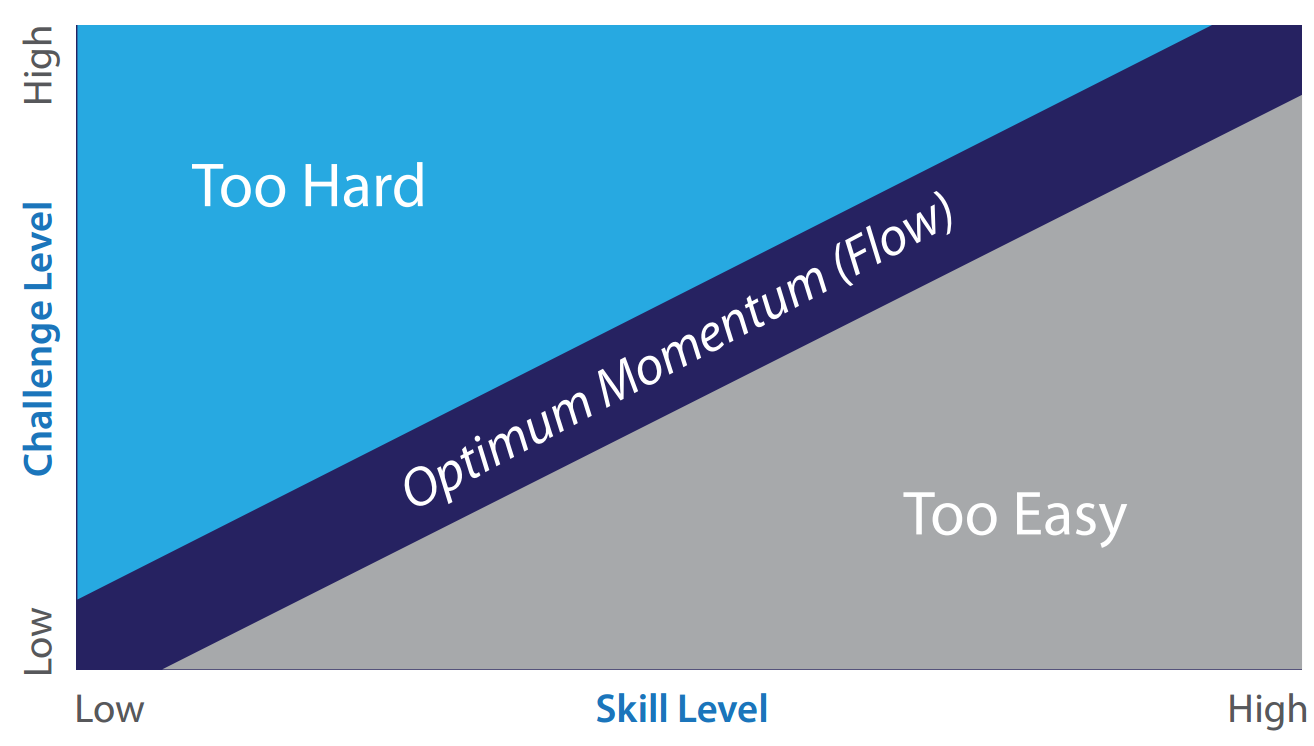 High
Challenge Level
Low
Too Hard
Optimum Momentum (Flow)
Too Easy
Low
Skill Level
High